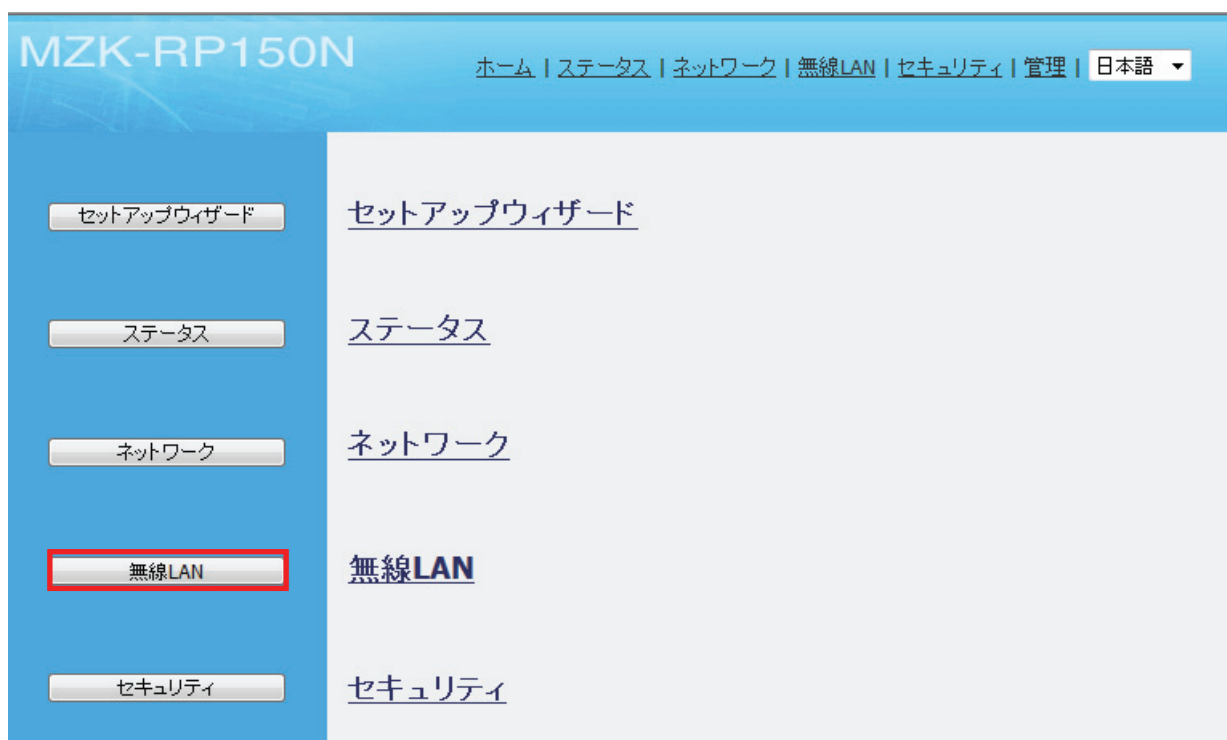 MZK-RP150N
ホーム | ステータス | ネットワーク | 無線LAN | セキュリティ | 管理 | 日本語
セットアップウィザード セットアップウィザード
ステータス ステータス
ネットワーク ネットワーク
無線LAN 無線LAN
セキュリティ セキュリティ